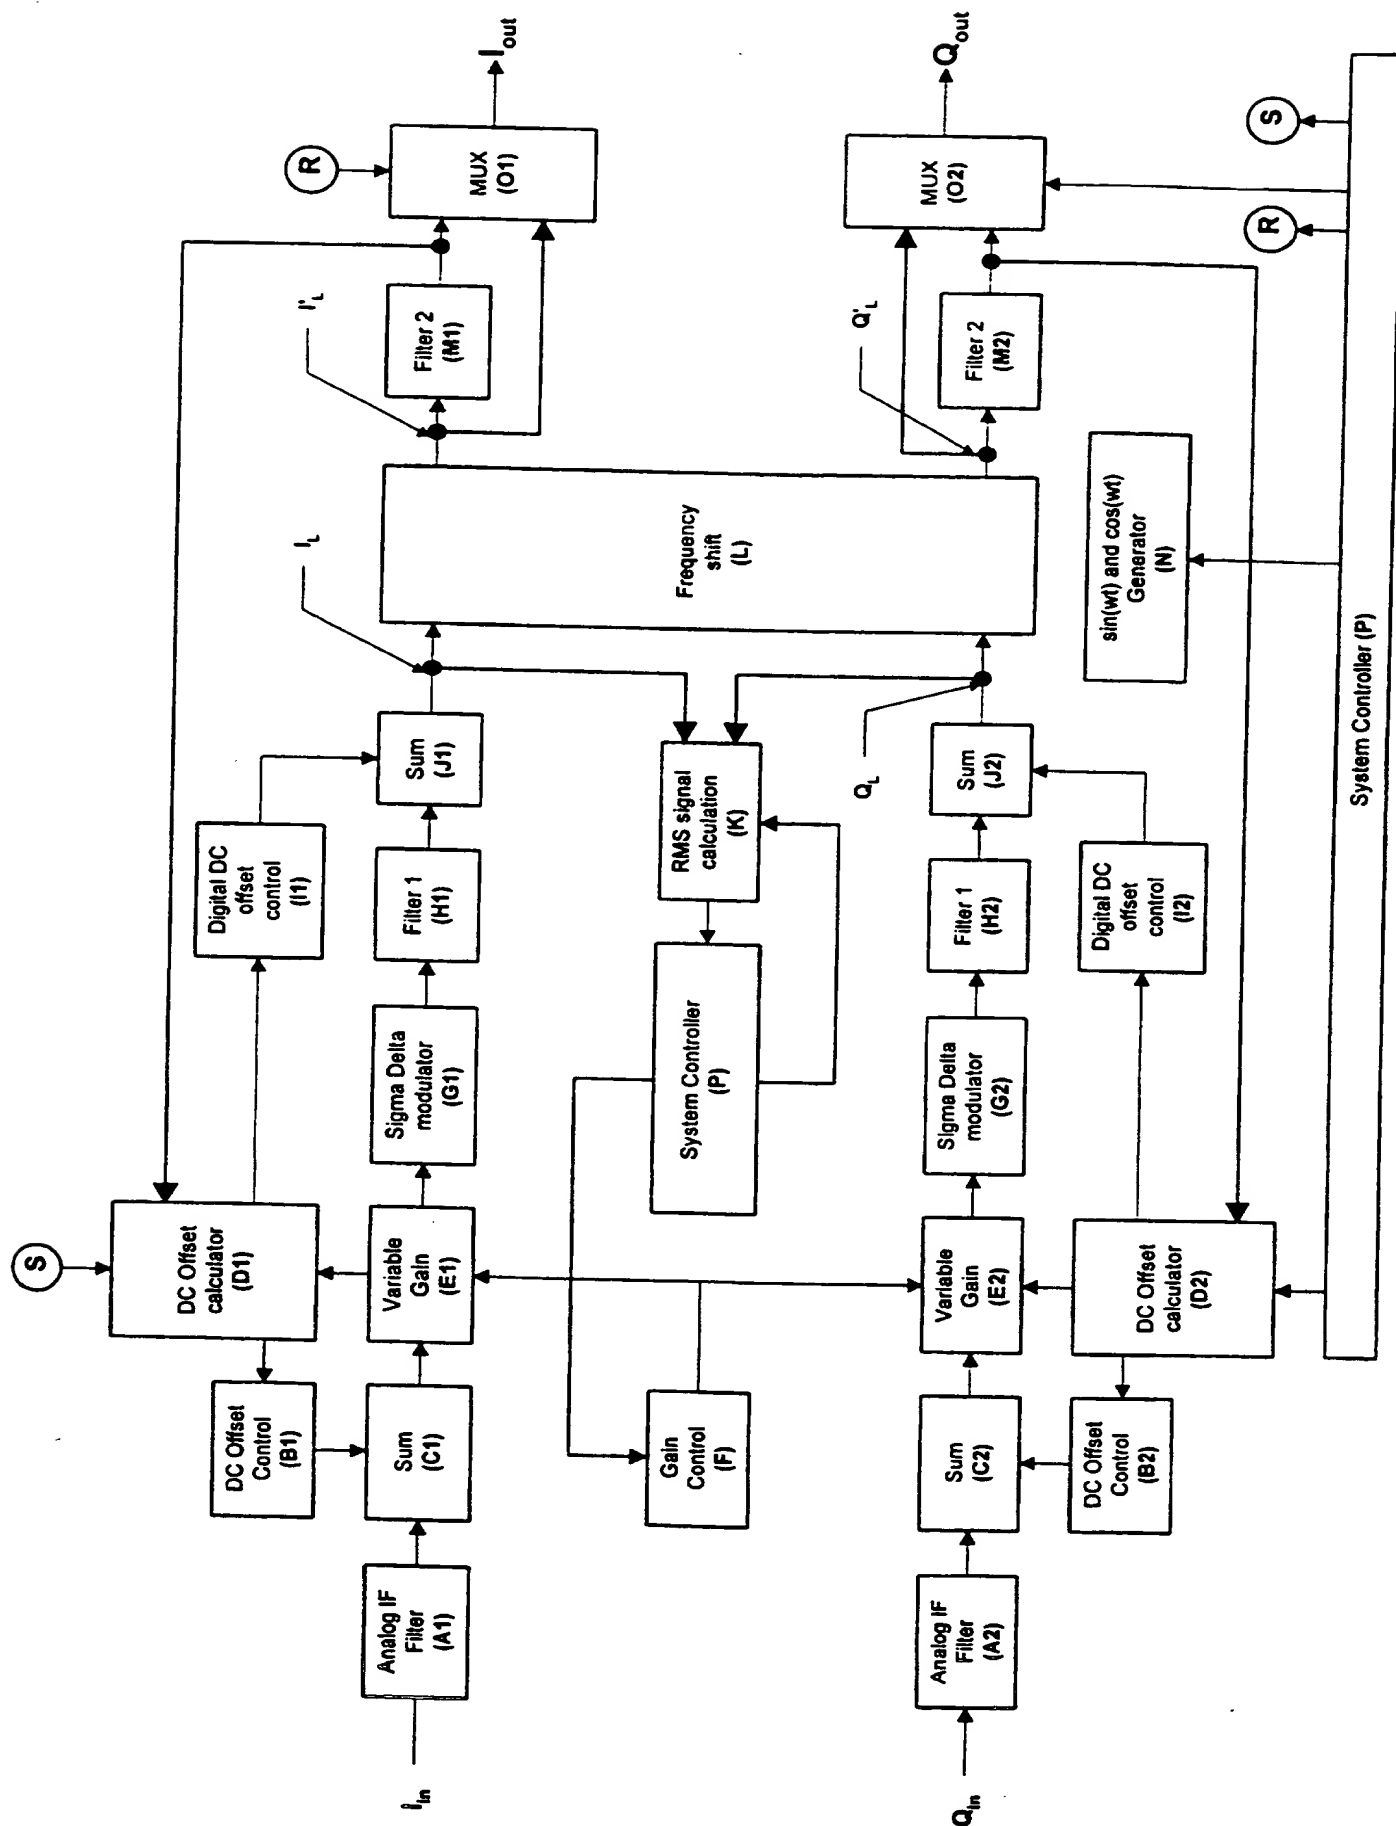 S
DC Offset
calculator
(D1)
DC Offset
Control
(B1)
Digital DC
offset
control
(I1)
R
I_in
Analog IF
Filter
(A1)
Sum
(C1)
Variable
Gain
(E1)
Sigma Delta
modulator
(G1)
Filter 1
(H1)
Sum
(J1)
I_L
I'_L
Filter 2
(M1)
MUX
(O1)
I_out
Gain
Control
(F)
System Controller
(P)
RMS signal
calculation
(K)
Frequency
shift
(L)
Q_in
Analog IF
Filter
(A2)
Sum
(C2)
Variable
Gain
(E2)
Sigma Delta
modulator
(G2)
Filter 1
(H2)
Sum
(J2)
Q_L
Q'_L
Filter 2
(M2)
MUX
(O2)
Q_out
DC Offset
Control
(B2)
DC Offset
calculator
(D2)
Digital DC
offset
control
(I2)
sin(wt) and cos(wt)
Generator
(N)
R
S
System Controller (P)